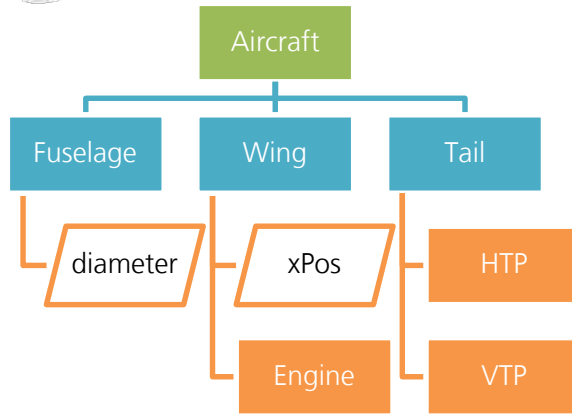 Aircraft
Fuselage
Wing
Tail
diameter
xPos
HTP
Engine
VTP